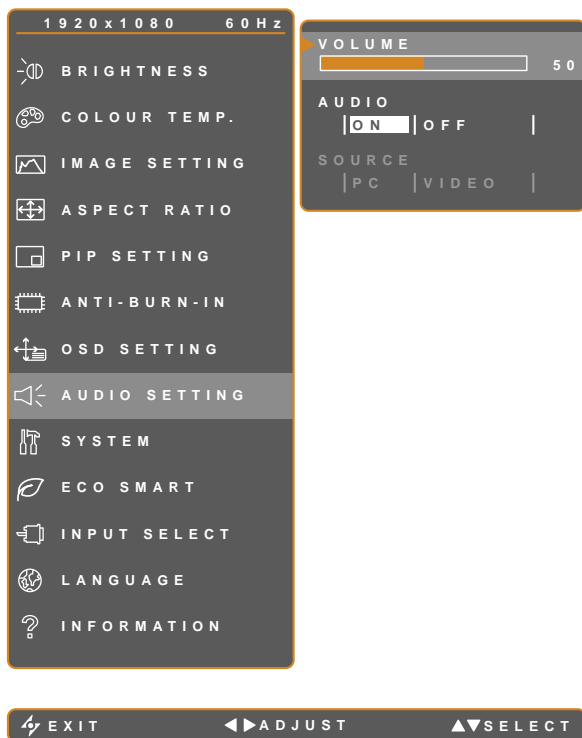 1920x1080 60Hz
BRIGHTNESS
COLOUR TEMP.
IMAGE SETTING
ASPECT RATIO
PIP SETTING
ANTI-BURN-IN
OSD SETTING
AUDIO SETTING
SYSTEM
ECO SMART
INPUT SELECT
LANGUAGE
INFORMATION
VOLUME
50
AUDIO
ON OFF
SOURCE
PC VIDEO
EXIT ADJUST SELECT